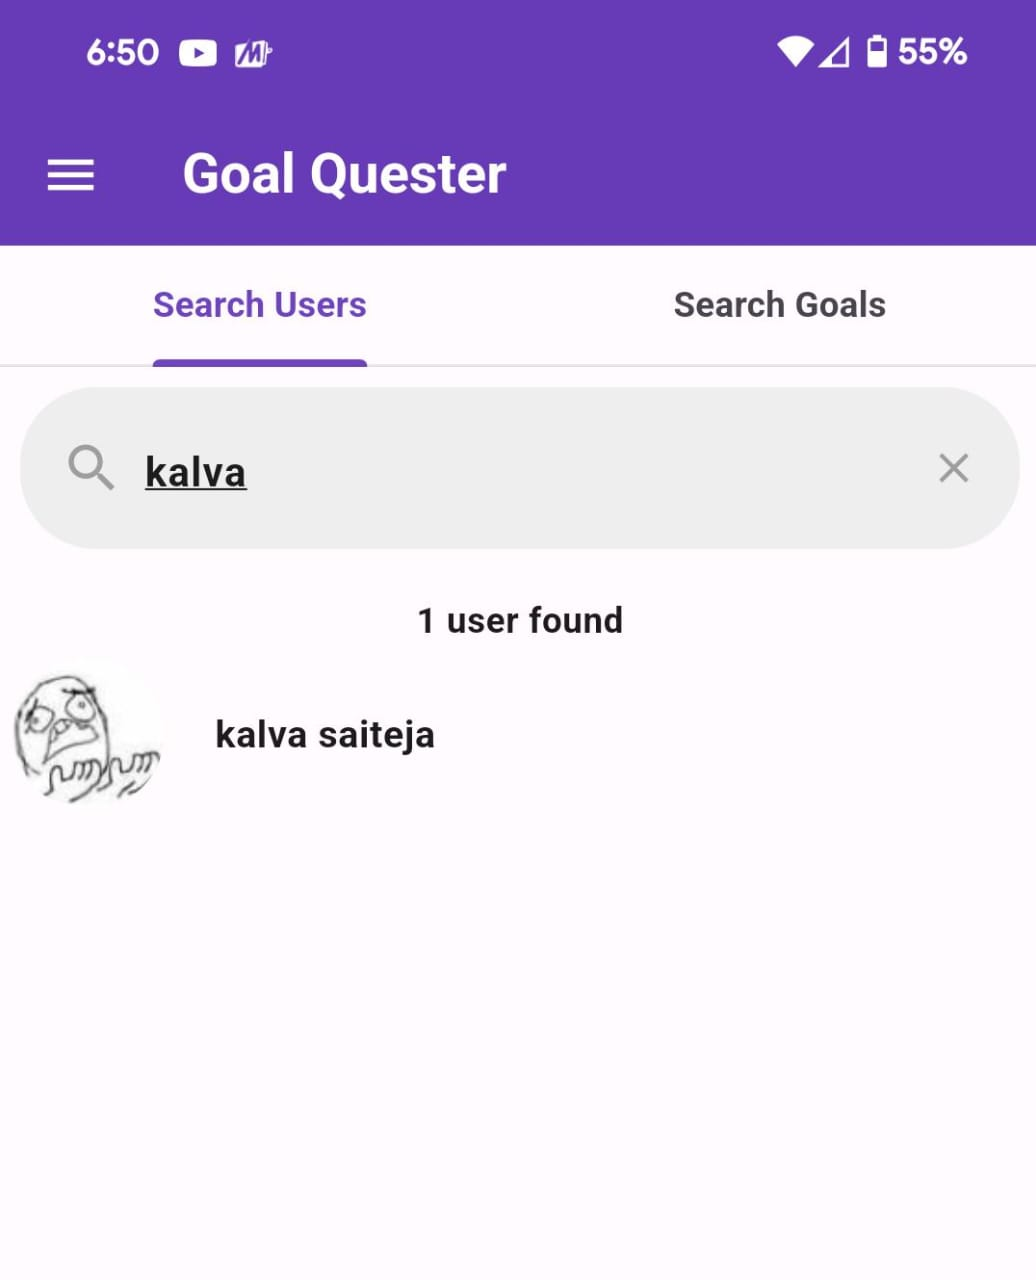 6:50 55%
Goal Quester
Search Users Search Goals
kalva
1 user found
kalva saiteja